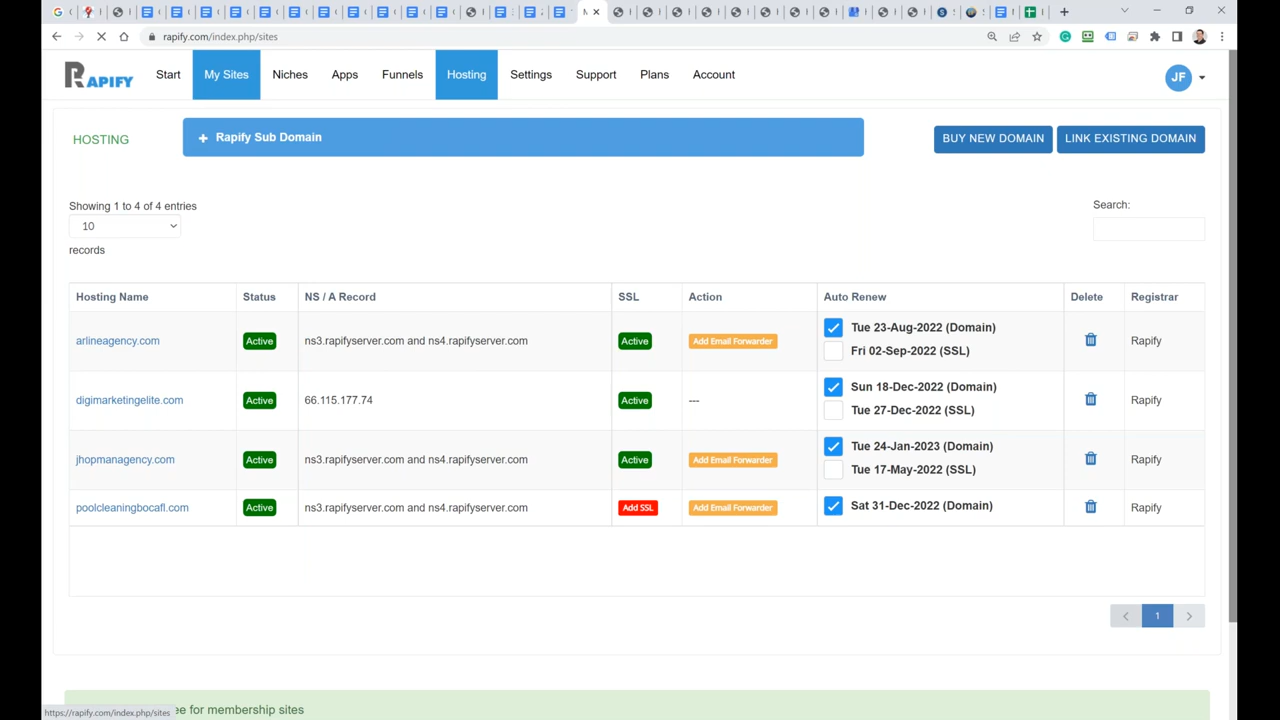 rapify.com/index.php/sites
RAPIFY
Start
My Sites
Niches
Apps
Funnels
Hosting
Settings
Support
Plans
Account
JF
HOSTING
+ Rapify Sub Domain
BUY NEW DOMAIN
LINK EXISTING DOMAIN
Showing 1 to 4 of 4 entries
10
records
Search:
Hosting Name Status NS / A Record SSL Action Auto Renew Delete Registrar
arlineagency.com Active ns3.rapifyserver.com and ns4.rapifyserver.com Active Add Email Forwarder Tue 23-Aug-2022 (Domain) Rapify
Fri 02-Sep-2022 (SSL)
digimarketingelite.com Active 66.115.177.74 Active --- Sun 18-Dec-2022 (Domain) Rapify
Tue 27-Dec-2022 (SSL)
jhopmanagency.com Active ns3.rapifyserver.com and ns4.rapifyserver.com Active Add Email Forwarder Tue 24-Jan-2023 (Domain) Rapify
Tue 17-May-2022 (SSL)
poolcleaningbocafl.com Active ns3.rapifyserver.com and ns4.rapifyserver.com Add SSL Add Email Forwarder Sat 31-Dec-2022 (Domain) Rapify
1
ee for membership sites
https://rapify.com/index.php/sites